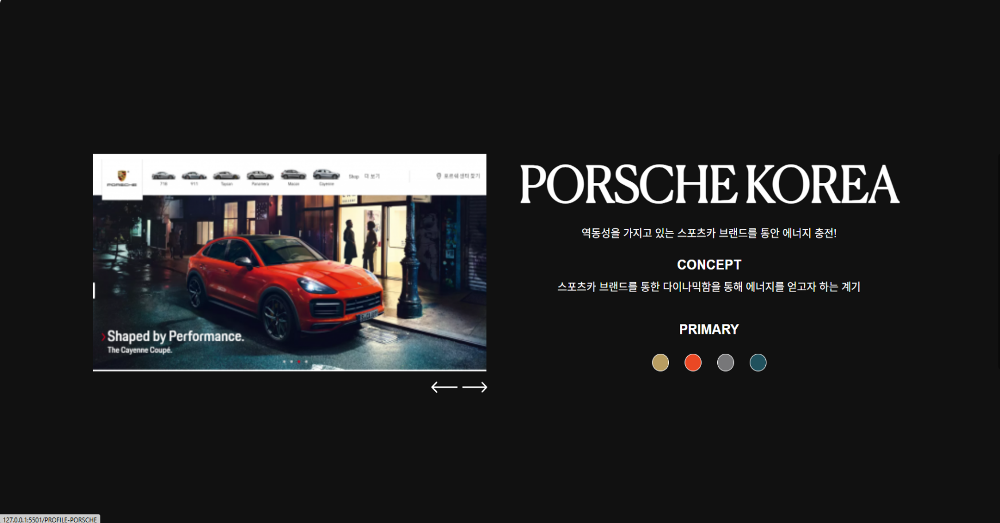 PORSCHE
718
911
Taycan
Panamera
Macan
Cayenne
Shop
더 보기
포르쉐 센터 찾기
Shaped by Performance.
The Cayenne Coupé.
PORSCHE KOREA
역동성을 가지고 있는 스포츠카 브랜드를 통안 에너지 충전!
CONCEPT
스포츠카 브랜드를 통한 다이나믹함을 통해 에너지를 얻고자 하는 계기
PRIMARY
127.0.0.1:5501/PROFILE-PORSCHE